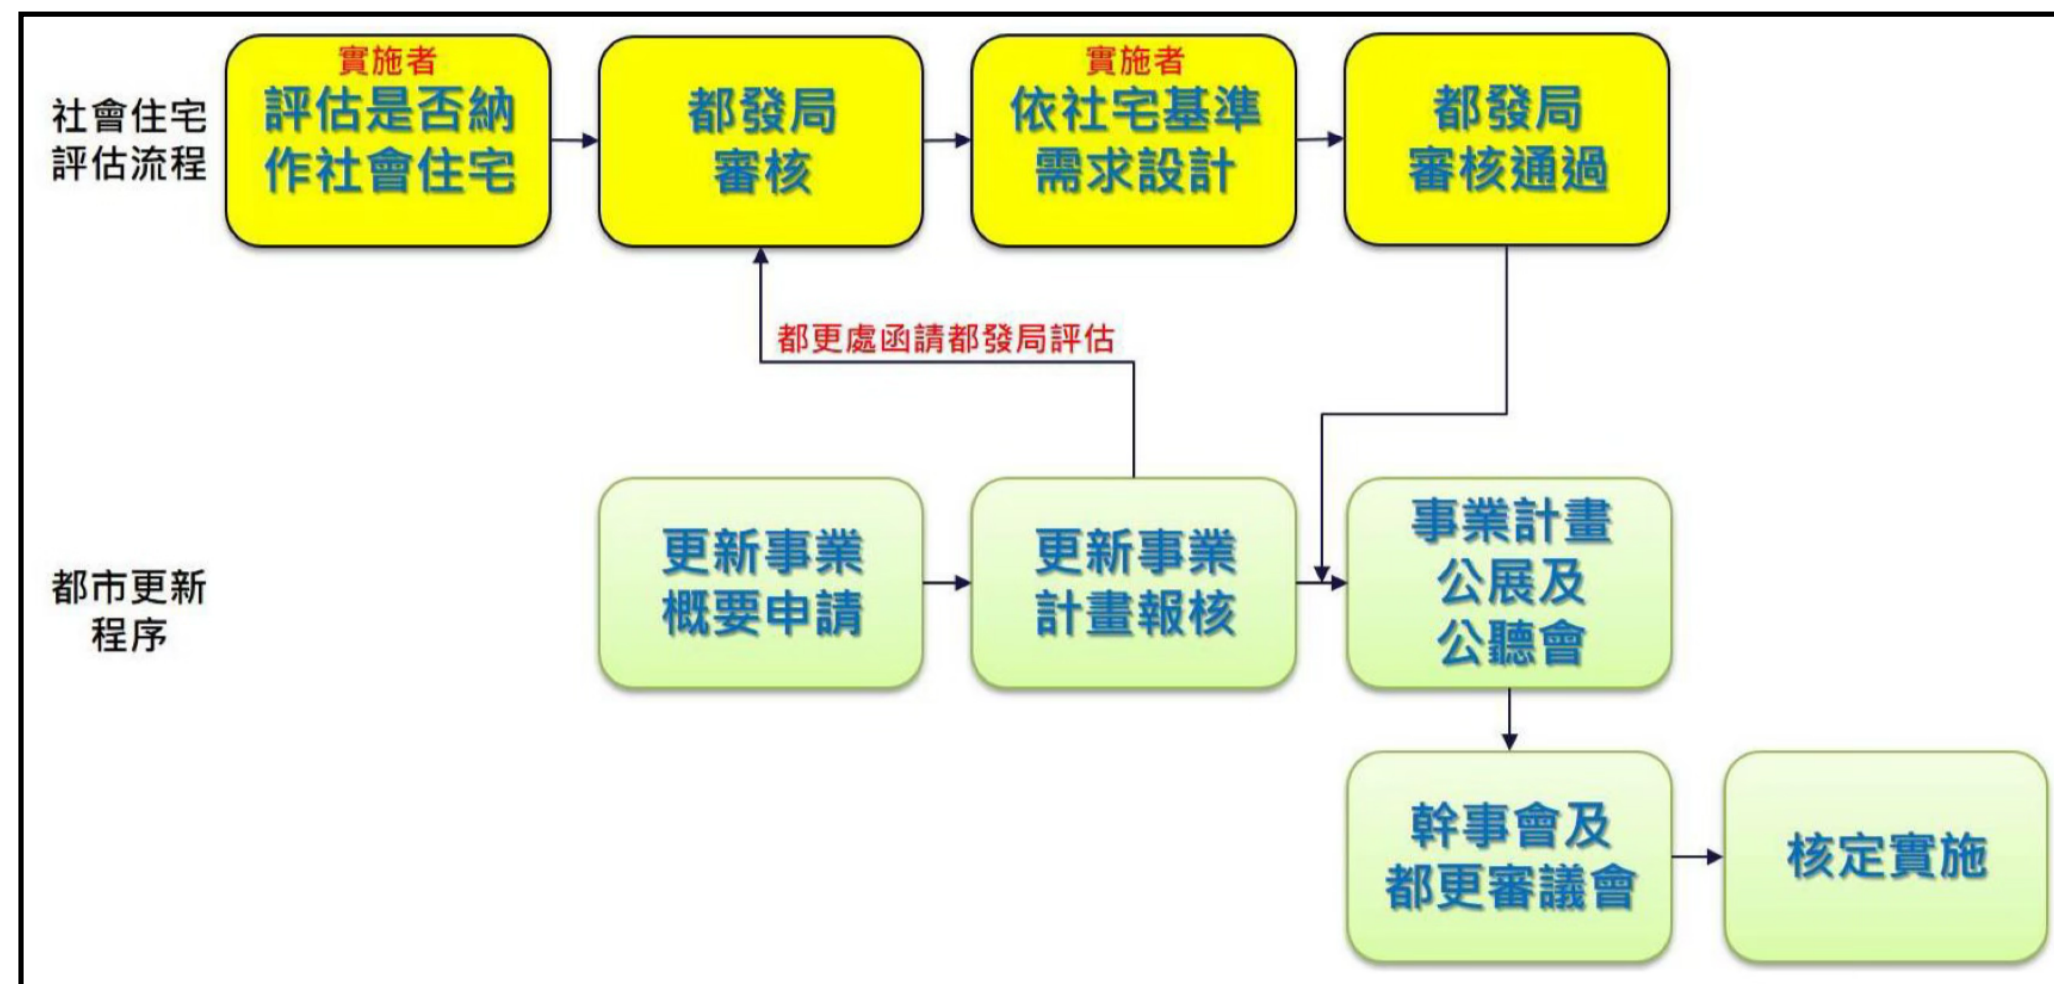 社會住宅
評估流程
實施者
評估是否納
作社會住宅
都發局
審核
實施者
依社宅基準
需求設計
都發局
審核通過
都更處函請都發局評估
都市更新
程序
更新事業
概要申請
更新事業
計畫報核
事業計畫
公展及
公聽會
幹事會及
都更審議會
核定實施